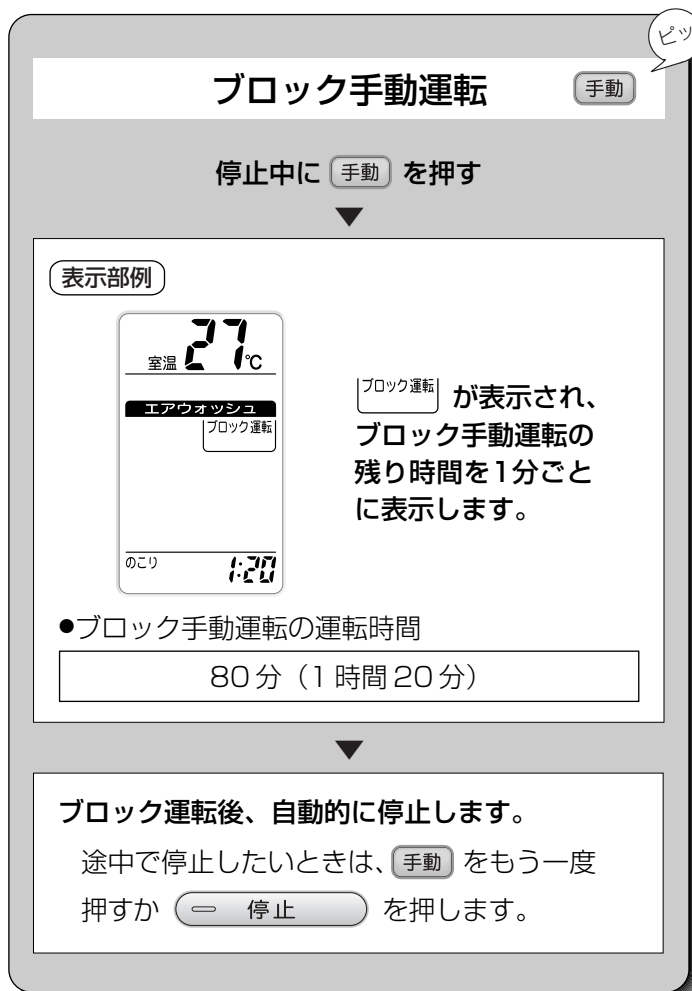 ピッ
ブロック手動運転 手動
停止中に 手動 を押す
▼
表示部例
室温 27℃
エアウォッシュ
ブロック運転
のこり 1:20
ブロック運転 が表示され、
ブロック手動運転の
残り時間を1分ごと
に表示します。
●ブロック手動運転の運転時間
80分（1時間20分）
▼
ブロック運転後、自動的に停止します。
途中で停止したいときは、手動 をもう一度
押すか 停止 を押します。